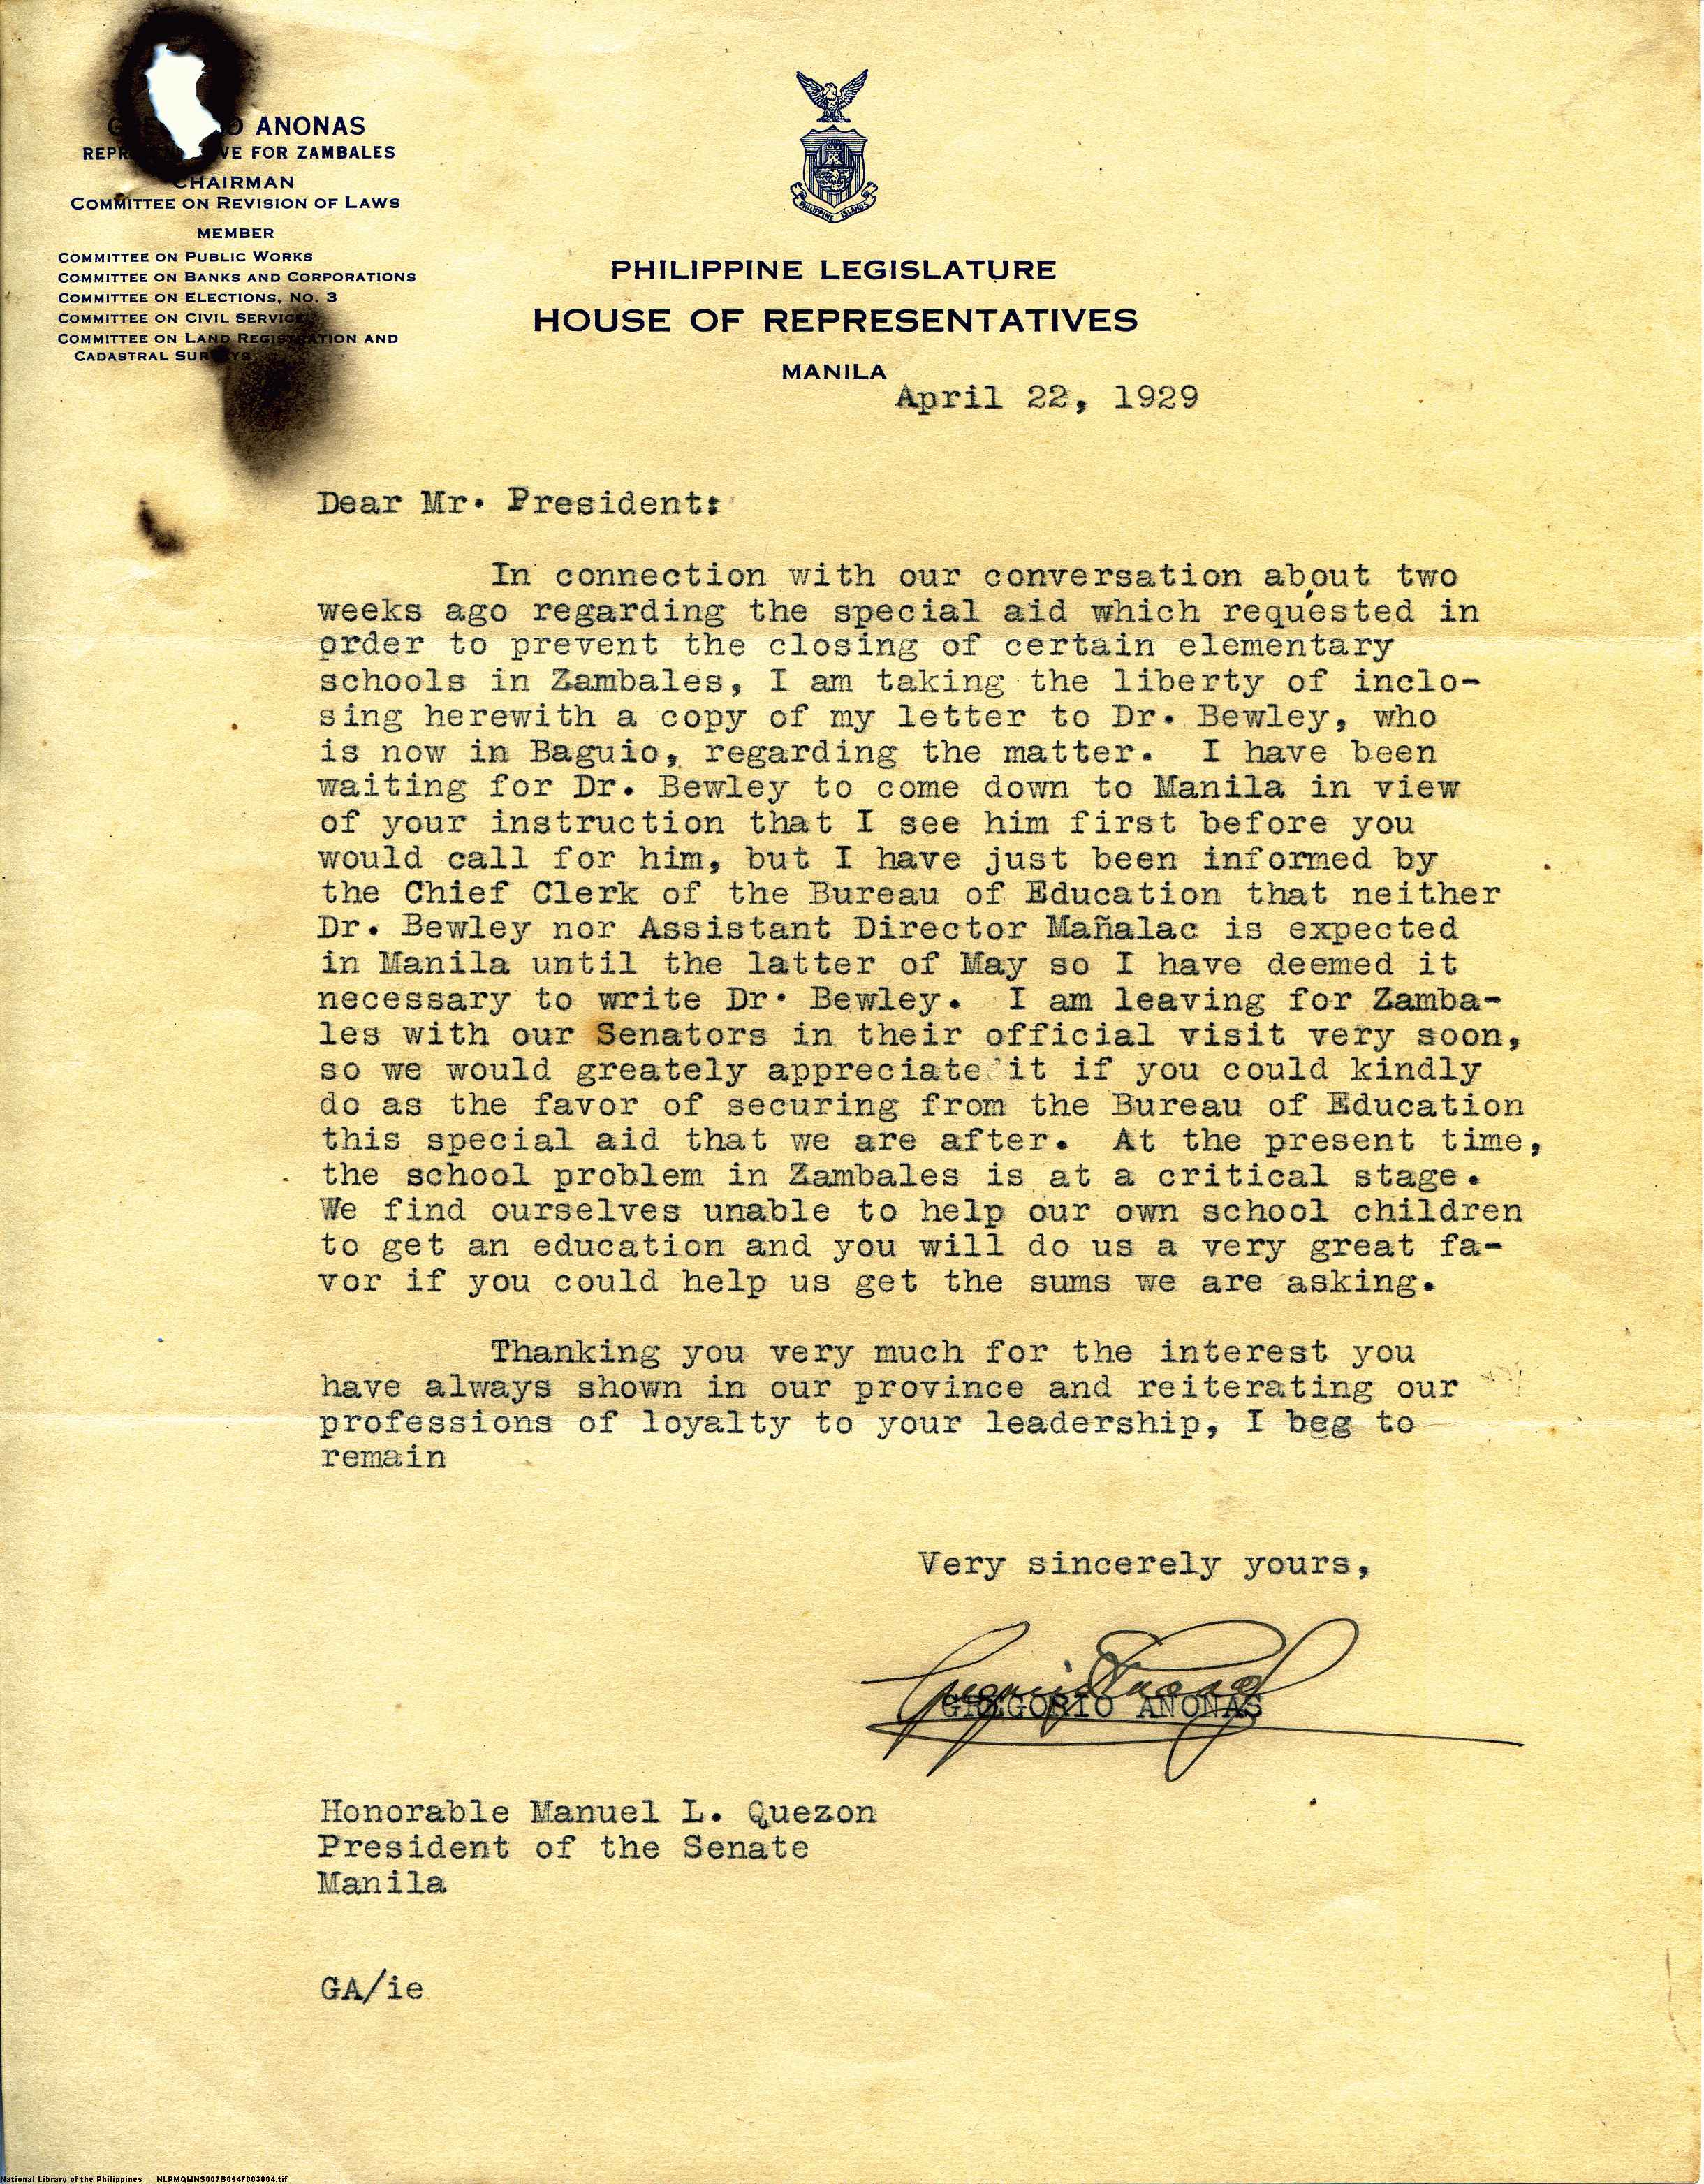 ANONAS
VE FOR ZAMBALES
CHAIRMAN
COMMITTEE ON REVISION OF LAWS
MEMBER
COMMITTEE ON PUBLIC WORKS
COMMITTEE ON BANKS AND CORPORATIONS
COMMITTEE ON ELECTIONS, NO. 3
COMMITTEE ON CIVIL SERVICE
COMMITTEE ON LAND REGISTRATION AND
CADASTRAL SURVEYS
PHILIPPINE ISLANDS
PHILIPPINE LEGISLATURE
HOUSE OF REPRESENTATIVES
MANILA
April 22, 1929
Dear Mr. President:
In connection with our conversation about two
weeks ago regarding the special aid which requested in
order to prevent the closing of certain elementary
schools in Zambales, I am taking the liberty of inclo-
sing herewith a copy of my letter to Dr. Bewley, who
is now in Baguio, regarding the matter. I have been
waiting for Dr. Bewley to come down to Manila in view
of your instruction that I see him first before you
would call for him, but I have just been informed by
the Chief Clerk of the Bureau of Education that neither
Dr. Bewley nor Assistant Director Mañalac is expected
in Manila until the latter of May so I have deemed it
necessary to write Dr. Bewley. I am leaving for Zamba-
les with our Senators in their official visit very soon,
so we would greately appreciate it if you could kindly
do as the favor of securing from the Bureau of Education
this special aid that we are after. At the present time,
the school problem in Zambales is at a critical stage.
We find ourselves unable to help our own school children
to get an education and you will do us a very great fa-
vor if you could help us get the sums we are asking.
Thanking you very much for the interest you
have always shown in our province and reiterating our
professions of loyalty to your leadership, I beg to
remain
Very sincerely yours,
GREGORIO ANONAS
Honorable Manuel L. Quezon
President of the Senate
Manila
GA/ie
National Library of the Philippines NLPMQMNS007B054F003004.tif